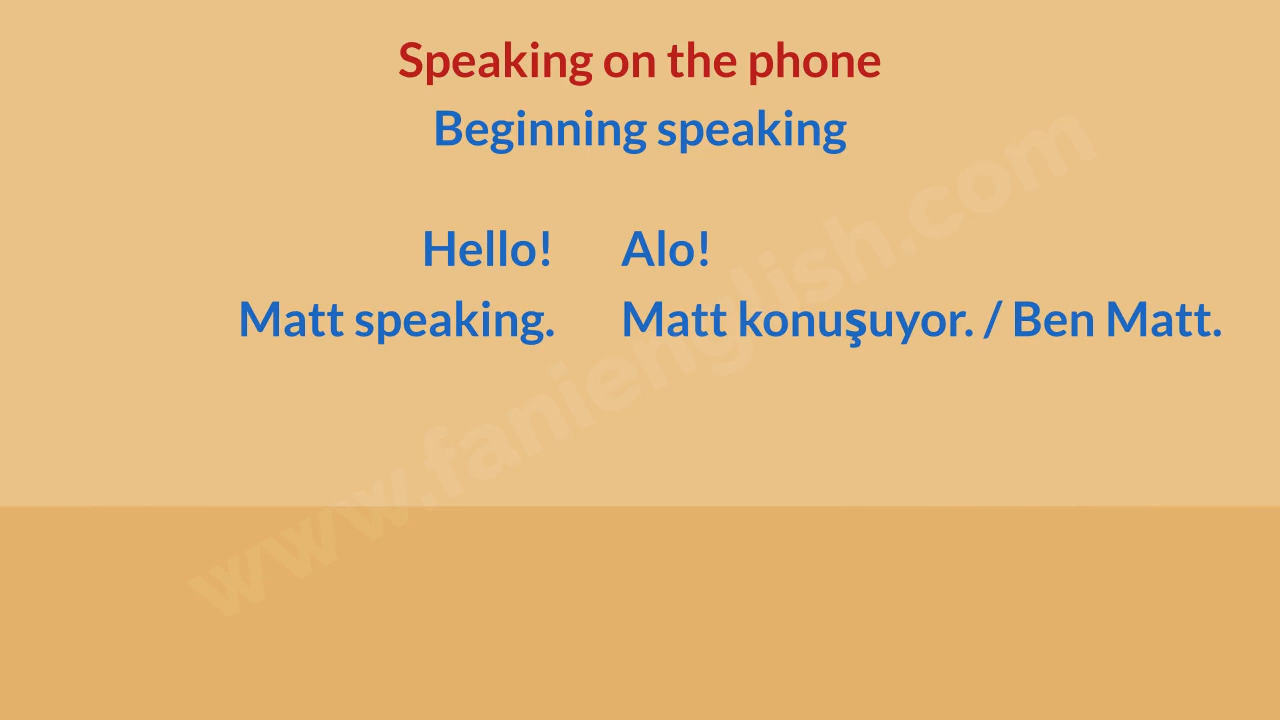 Speaking on the phone
Beginning speaking
Hello! Alo!
Matt speaking. Matt konuşuyor. / Ben Matt.
www.fanienglish.com